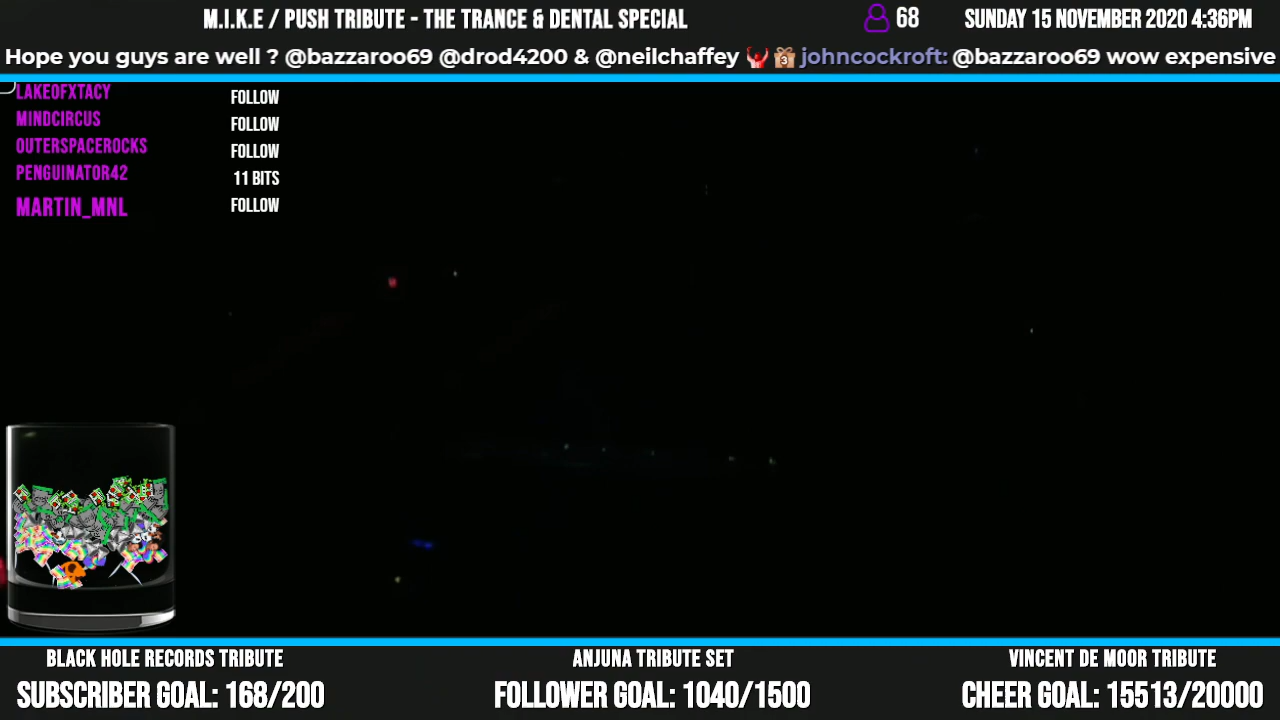 M.I.K.E / PUSH TRIBUTE - THE TRANCE & DENTAL SPECIAL
68
SUNDAY 15 NOVEMBER 2020 4:36PM
Hope you guys are well ? @bazzaroo69 @drod4200 & @neilchaffey johncockroft: @bazzaroo69 wow expensive
LAKEOFXTACY FOLLOW
MINDCIRCUS FOLLOW
OUTERSPACEROCKS FOLLOW
PENGUINATOR42 11 BITS
MARTIN_MNL FOLLOW
BLACK HOLE RECORDS TRIBUTE
SUBSCRIBER GOAL: 168/200
ANJUNA TRIBUTE SET
FOLLOWER GOAL: 1040/1500
VINCENT DE MOOR TRIBUTE
CHEER GOAL: 15513/20000